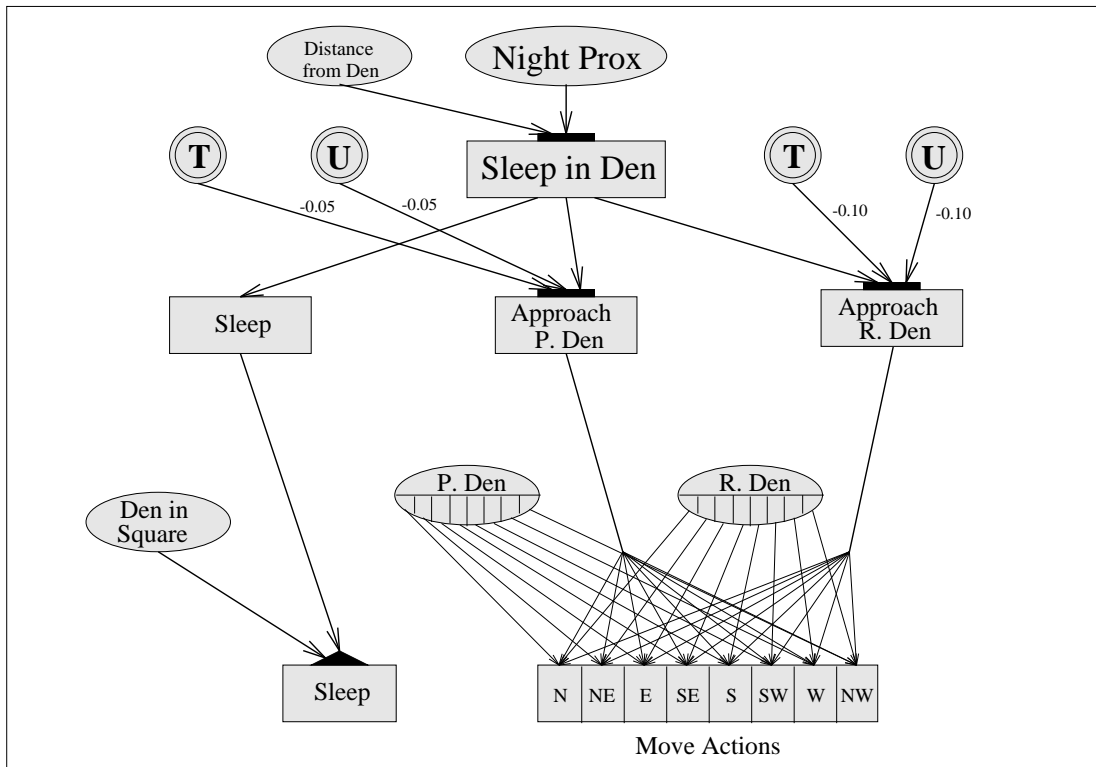 Distance
from Den
Night Prox
T
U
Sleep in Den
T
U
-0.05
-0.05
-0.10
-0.10
Sleep
Approach
P. Den
Approach
R. Den
P. Den
R. Den
Den in
Square
Sleep
N NE E SE S SW W NW
Move Actions